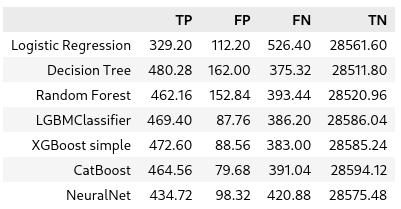 TP FP FN TN
Logistic Regression 329.20 112.20 526.40 28561.60
Decision Tree 480.28 162.00 375.32 28511.80
Random Forest 462.16 152.84 393.44 28520.96
LGBMClassifier 469.40 87.76 386.20 28586.04
XGBoost simple 472.60 88.56 383.00 28585.24
CatBoost 464.56 79.68 391.04 28594.12
NeuralNet 434.72 98.32 420.88 28575.48